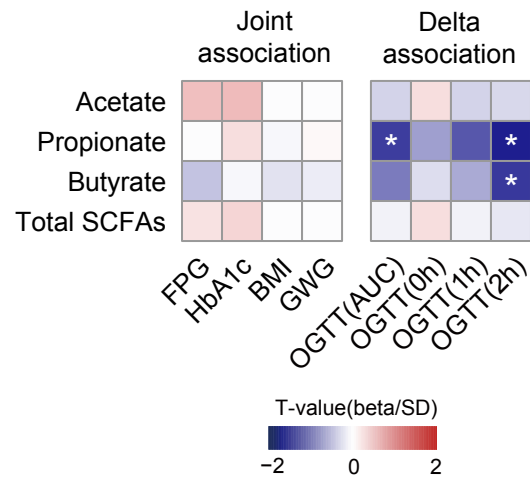 Joint
association
Delta
association
Acetate
Propionate
Butyrate
Total SCFAs
*
*
*
FPG
HbA1c
BMI
GWG
OGTT(AUC)
OGTT(0h)
OGTT(1h)
OGTT(2h)
T-value(beta/SD)
−2
0
2